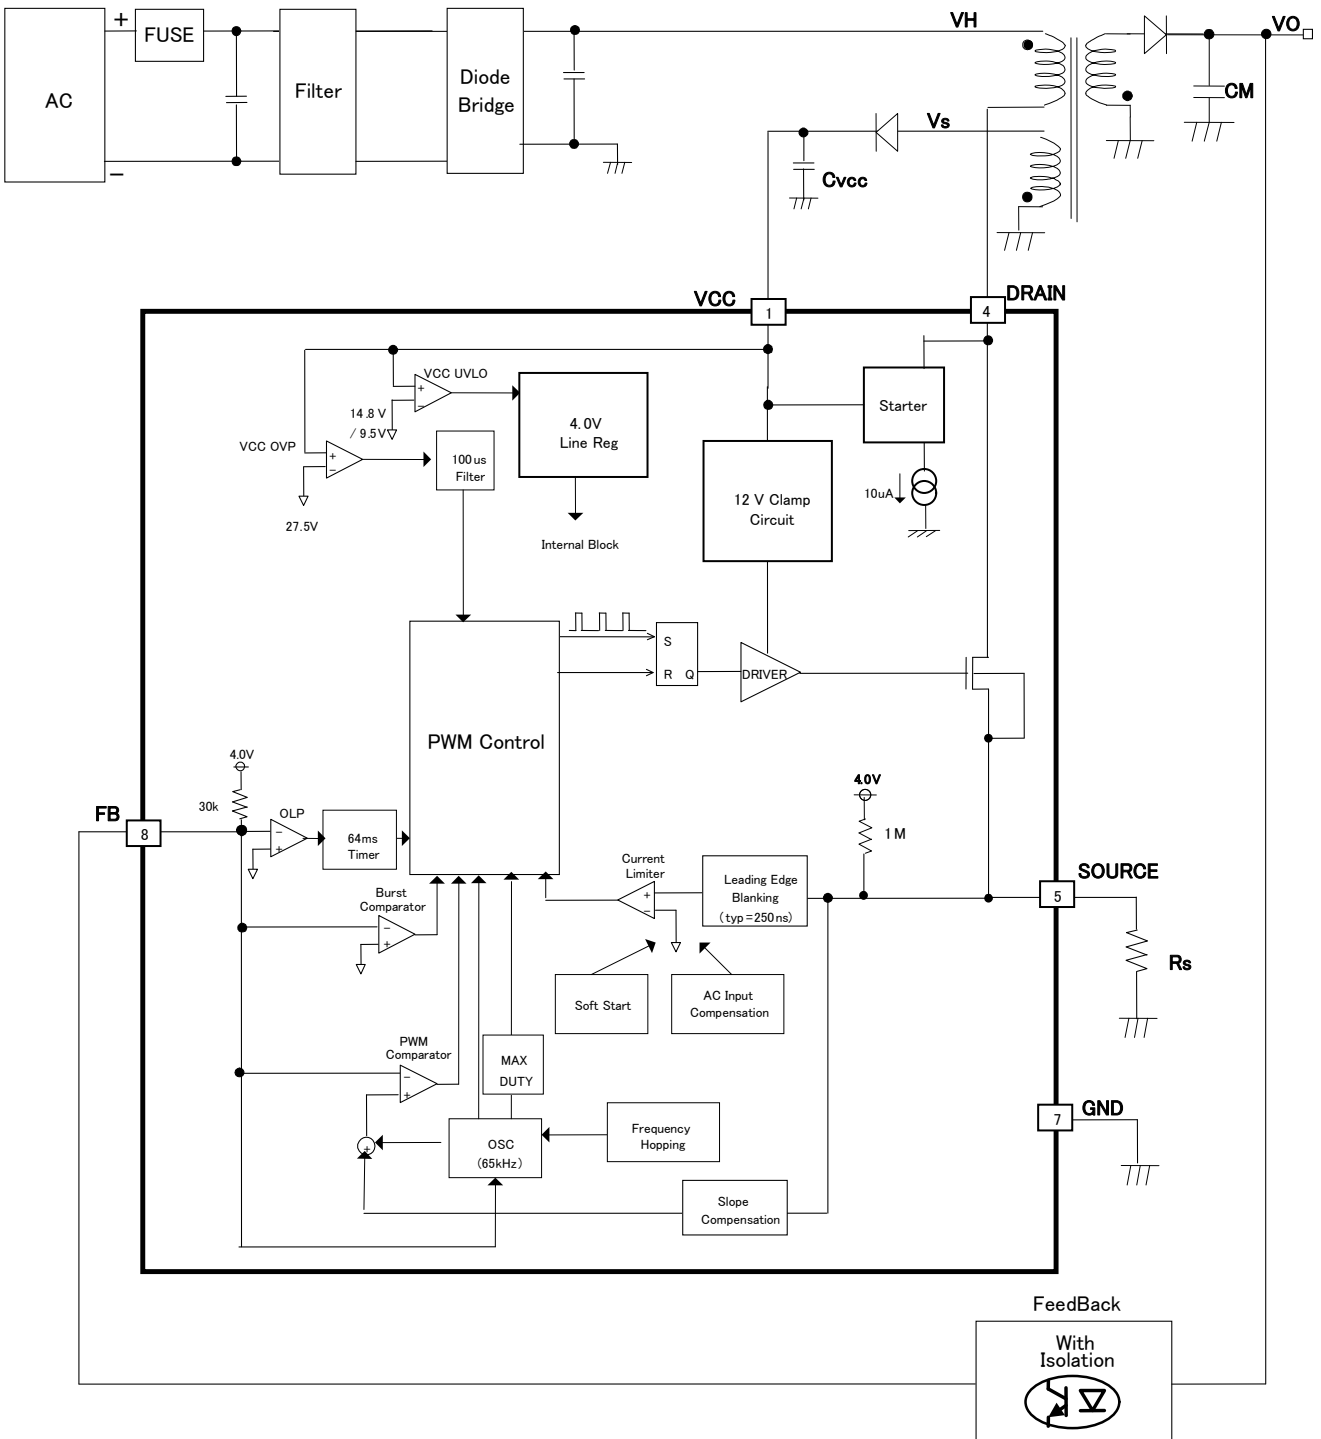 +
FUSE
AC
−
Filter
Diode
Bridge
VH
VO
CM
Vs
Cvcc
VCC
1
DRAIN
4
VCC UVLO
+
−
14.8 V
/ 9.5V
4.0V
Line Reg
Starter
VCC OVP
+
−
100us
Filter
27.5V
Internal Block
12 V Clamp
Circuit
10uA
S
R Q
DRIVER
PWM Control
4.0V
30k
FB
8
OLP
−
+
64ms
Timer
4.0V
1M
Current
Limiter
+
−
Leading Edge
Blanking
(typ=250ns)
SOURCE
5
Rs
Burst
Comparator
−
+
Soft Start
AC Input
Compensation
PWM
Comparator
−
+
MAX
DUTY
+
OSC
(65kHz)
Frequency
Hopping
GND
7
Slope
Compensation
FeedBack
With
Isolation